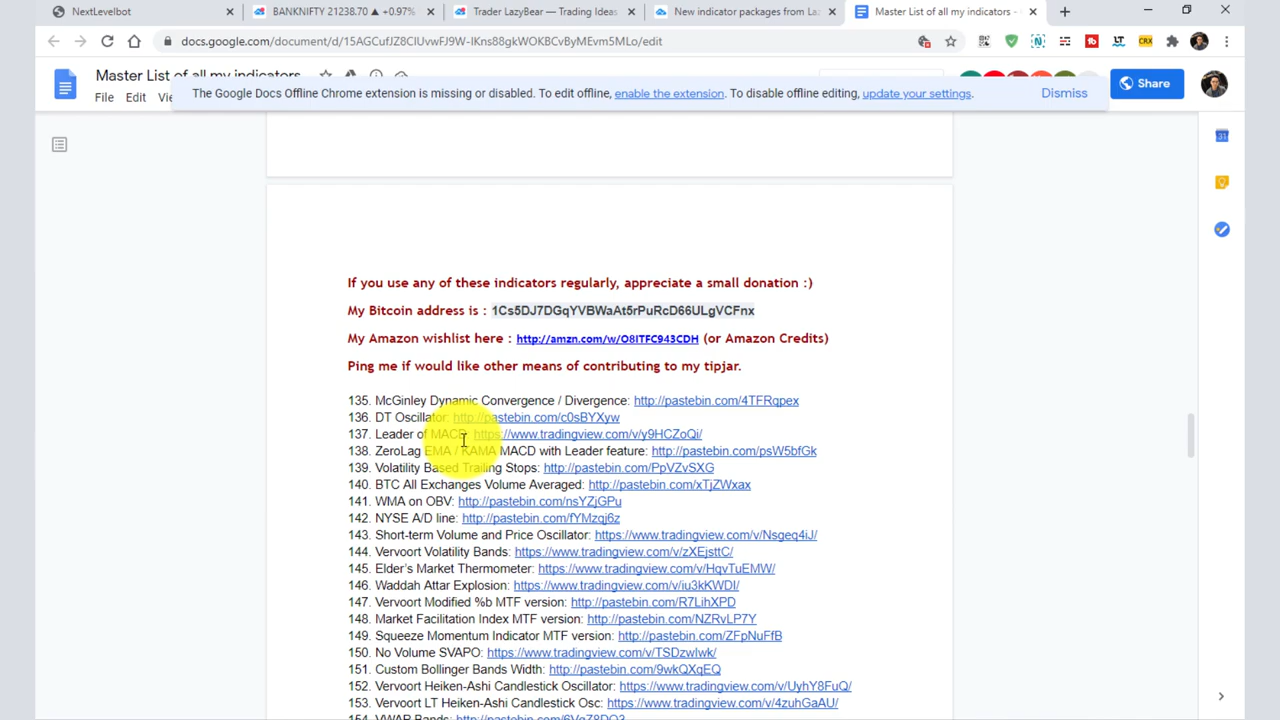 NextLevelbot
BANKNIFTY 21238.70 ▲ +0.97%
Trader LazyBear — Trading Ideas
New indicator packages from La
Master List of all my indicators -
docs.google.com/document/d/15AGCufJZ8CIUvwFJ9W-IKns88gkWOKBCvByMEvm5MLo/edit
Master List of all my indicators
File Edit
The Google Docs Offline Chrome extension is missing or disabled. To edit offline, enable the extension. To disable offline editing, update your settings.
Dismiss
Share
If you use any of these indicators regularly, appreciate a small donation :)
My Bitcoin address is : 1Cs5DJ7DGqYVBWaAt5rPuRcD66ULgVCFnx
My Amazon wishlist here : http://amzn.com/w/O8ITFC943CDH (or Amazon Credits)
Ping me if would like other means of contributing to my tipjar.
135. McGinley Dynamic Convergence / Divergence: http://pastebin.com/4TFRqpex
136. DT Oscillator: http://pastebin.com/c0sBYXyw
137. Leader of MACD: https://www.tradingview.com/v/y9HCZoQi/
138. ZeroLag EMA / KAMA MACD with Leader feature: http://pastebin.com/psW5bfGk
139. Volatility Based Trailing Stops: http://pastebin.com/PpVZvSXG
140. BTC All Exchanges Volume Averaged: http://pastebin.com/xTjZWxax
141. WMA on OBV: http://pastebin.com/nsYZjGPu
142. NYSE A/D line: http://pastebin.com/fYMzqj6z
143. Short-term Volume and Price Oscillator: https://www.tradingview.com/v/Nsgeq4iJ/
144. Vervoort Volatility Bands: https://www.tradingview.com/v/zXEjsttC/
145. Elder's Market Thermometer: https://www.tradingview.com/v/HqvTuEMW/
146. Waddah Attar Explosion: https://www.tradingview.com/v/iu3kKWDI/
147. Vervoort Modified %b MTF version: http://pastebin.com/R7LihXPD
148. Market Facilitation Index MTF version: http://pastebin.com/NZRvLP7Y
149. Squeeze Momentum Indicator MTF version: http://pastebin.com/ZFpNuFfB
150. No Volume SVAPO: https://www.tradingview.com/v/TSDzwIwk/
151. Custom Bollinger Bands Width: http://pastebin.com/9wkQXqEQ
152. Vervoort Heiken-Ashi Candlestick Oscillator: https://www.tradingview.com/v/UyhY8FuQ/
153. Vervoort LT Heiken-Ashi Candlestick Osc: https://www.tradingview.com/v/4zuhGaAU/
154. VWAP Bands: http://pastebin.com/6VgZ8DQ3